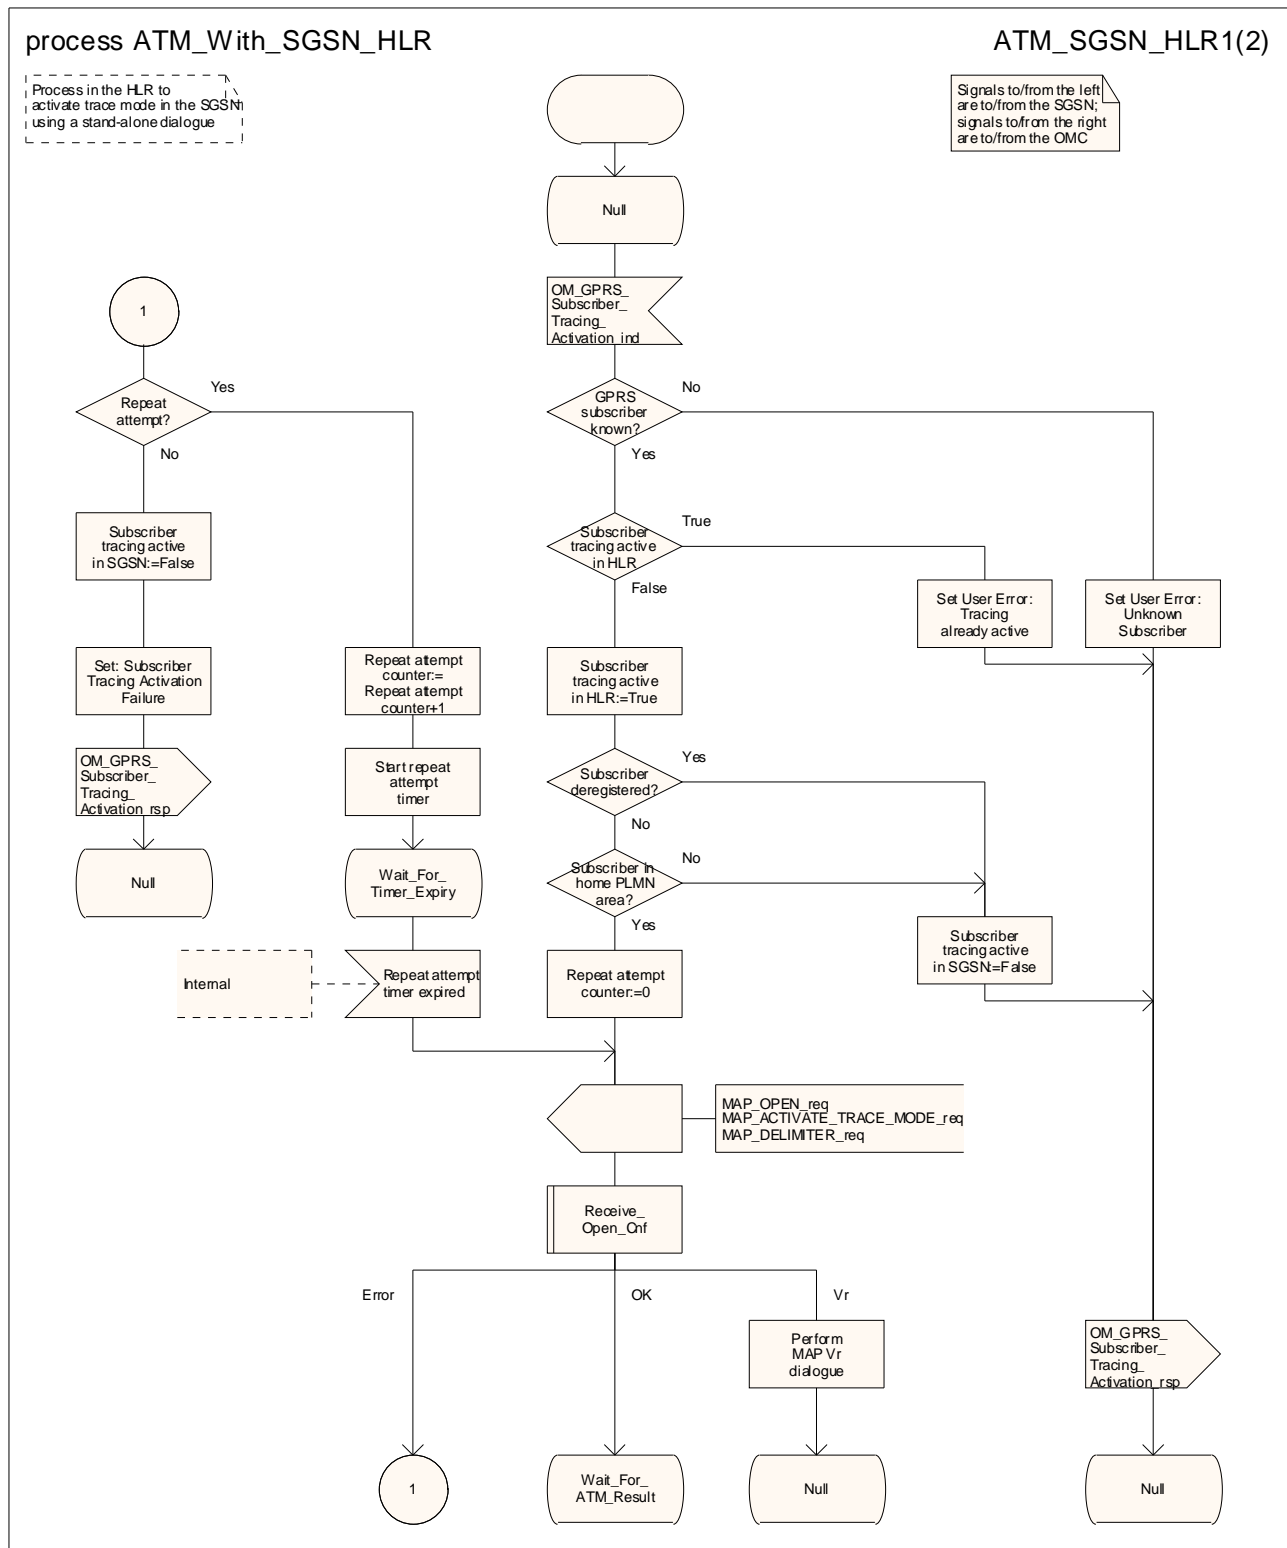 process ATM_With_SGSN_HLR
ATM_SGSN_HLR1(2)
Process in the HLR to
activate trace mode in the SGSN
using a stand-alone dialogue
Signals to/from the left
are to/from the SGSN;
signals to/from the right
are to/from the OMC
Null
OM_GPRS_
Subscriber_
Tracing_
Activation_ind
1
Yes
No
Repeat
attempt?
GPRS
subscriber
known?
No
Yes
Subscriber
tracing active
in SGSN:=False
True
Subscriber
tracing active
in HLR
False
Set User Error:
Tracing
already active
Set User Error:
Unknown
Subscriber
Set: Subscriber
Tracing Activation
Failure
Repeat attempt
counter:=
Repeat attempt
counter+1
Subscriber
tracing active
in HLR:=True
OM_GPRS_
Subscriber_
Tracing_
Activation_rsp
Start repeat
attempt
timer
Yes
Subscriber
deregistered?
No
Null
Wait_For_
Timer_Expiry
No
Subscriber in
home PLMN
area?
Yes
Subscriber
tracing active
in SGSN:=False
Internal
Repeat attempt
timer expired
Repeat attempt
counter:=0
MAP_OPEN_req
MAP_ACTIVATE_TRACE_MODE_req
MAP_DELIMITER_req
Receive_
Open_Cnf
Error
OK
Vr
Perform
MAP Vr
dialogue
OM_GPRS_
Subscriber_
Tracing_
Activation_rsp
1
Wait_For_
ATM_Result
Null
Null